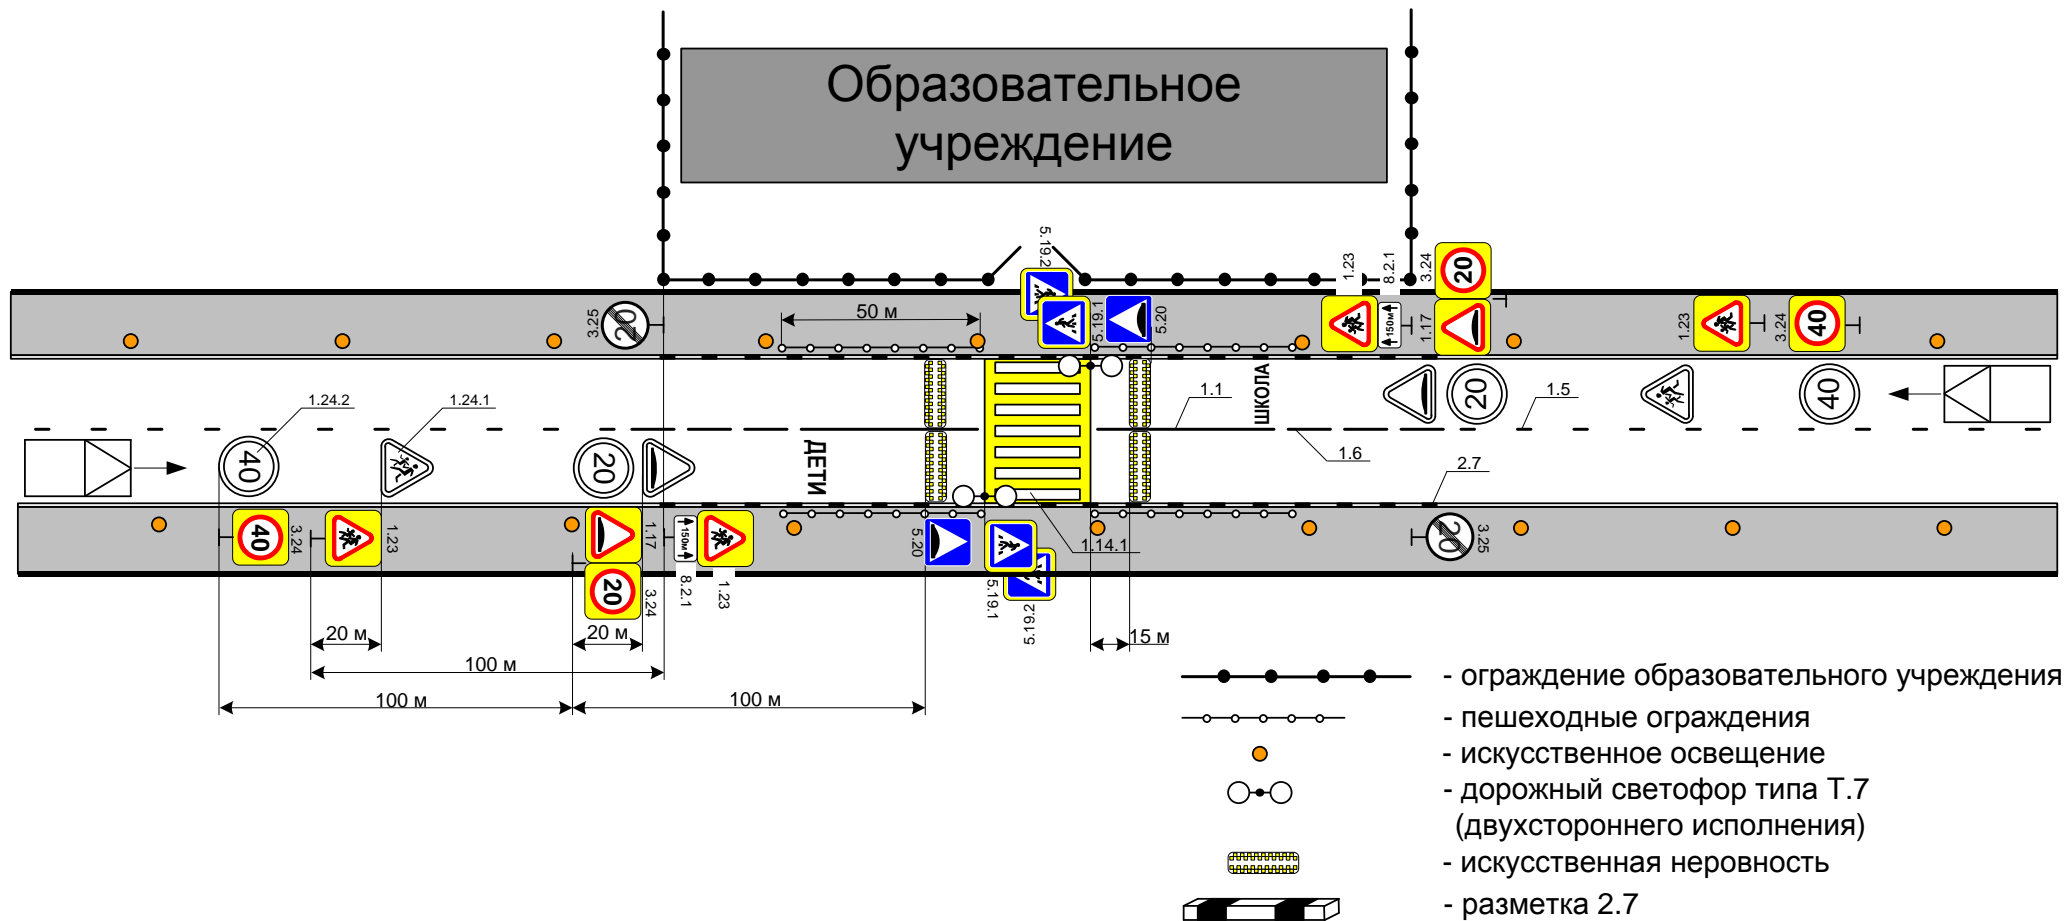 Образовательное
учреждение
5.19.2
1.23
8.2.1
3.24
20
3.25
20
50 м
5.19.1
5.20
150м
1.17
1.23
3.24
40
1.24.2
1.24.1
ШКОЛА
1.1
20
1.5
40
40
20
ДЕТИ
1.6
2.7
40
3.24
1.23
1.17
150м
5.20
1.14.1
20
3.25
20
3.24
8.2.1
1.23
5.19.1
5.19.2
20 м
20 м
15 м
100 м
100 м
100 м
- ограждение образовательного учреждения
- пешеходные ограждения
- искусственное освещение
- дорожный светофор типа Т.7
(двухстороннего исполнения)
- искусственная неровность
- разметка 2.7